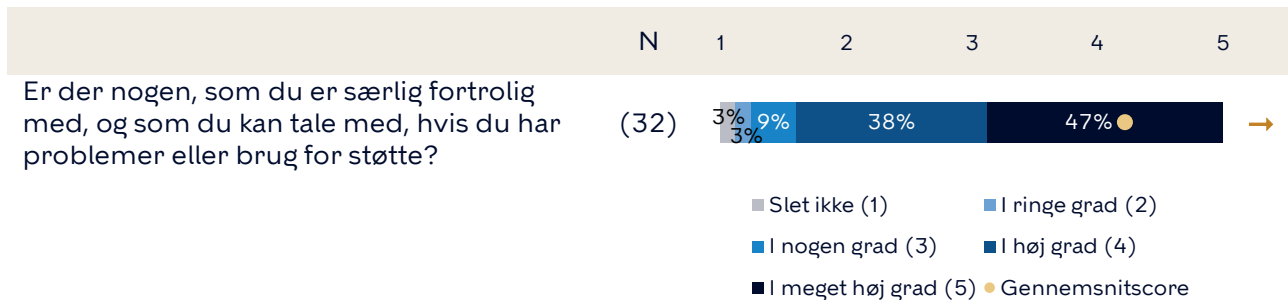 N 1 2 3 4 5
Er der nogen, som du er særlig fortrolig
med, og som du kan tale med, hvis du har
problemer eller brug for støtte?
(32)
3% 3% 9% 38% 47%
Slet ikke (1) I ringe grad (2)
I nogen grad (3) I høj grad (4)
I meget høj grad (5) Gennemsnitscore